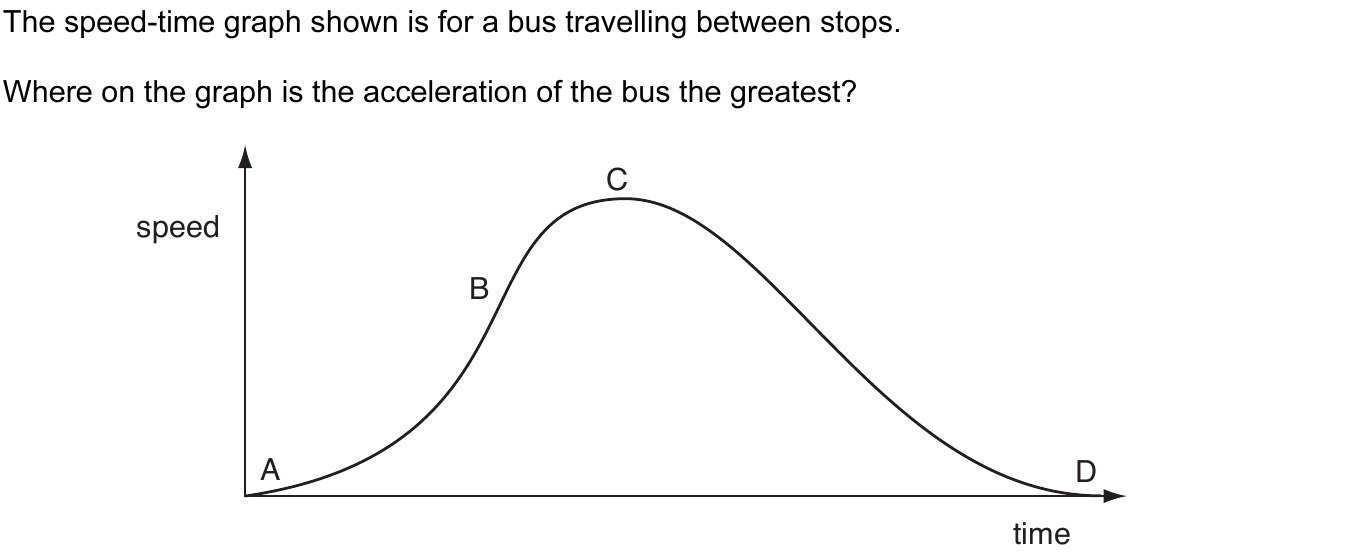 The speed-time graph shown is for a bus travelling between stops.
Where on the graph is the acceleration of the bus the greatest?
C
speed
B
A
D
time